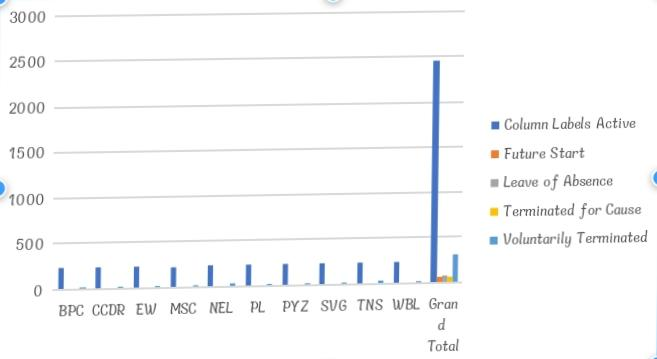 3000
2500
2000
1500
1000
500
0
BPC CCDR EW MSC NEL PL PYZ SVG TNS WBL Gran
d
Total
Column Labels Active
Future Start
Leave of Absence
Terminated for Cause
Voluntarily Terminated